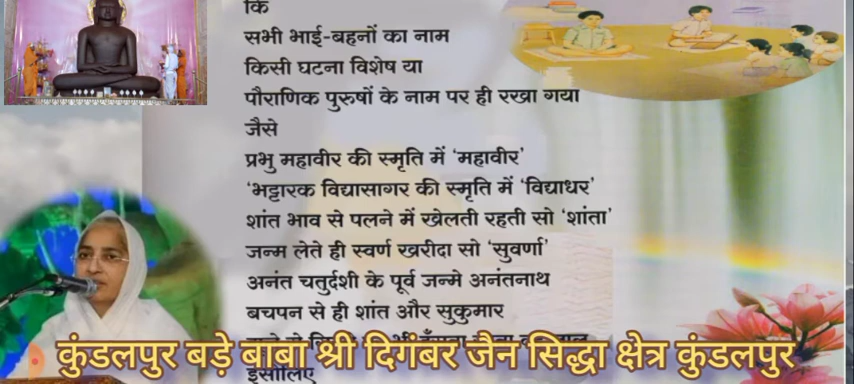 कि
सभी भाई-बहनों का नाम
किसी घटना विशेष या
पौराणिक पुरुषों के नाम पर ही रखा गया
जैसे
प्रभु महावीर की स्मृति में ‘महावीर’
‘भट्टारक विद्यासागर की स्मृति में ‘विद्याधर’
शांत भाव से पलने में खेलती रहती सो ‘शांता’
जन्म लेते ही स्वर्ण खरीदा सो ‘सुवर्णा’
अनंत चतुर्दशी के पूर्व जन्मे अनंतनाथ
बचपन से ही शांत और सुकुमार
कुंडलपुर बड़े बाबा श्री दिगंबर जैन सिद्धा क्षेत्र कुंडलपुर
इसीलिए